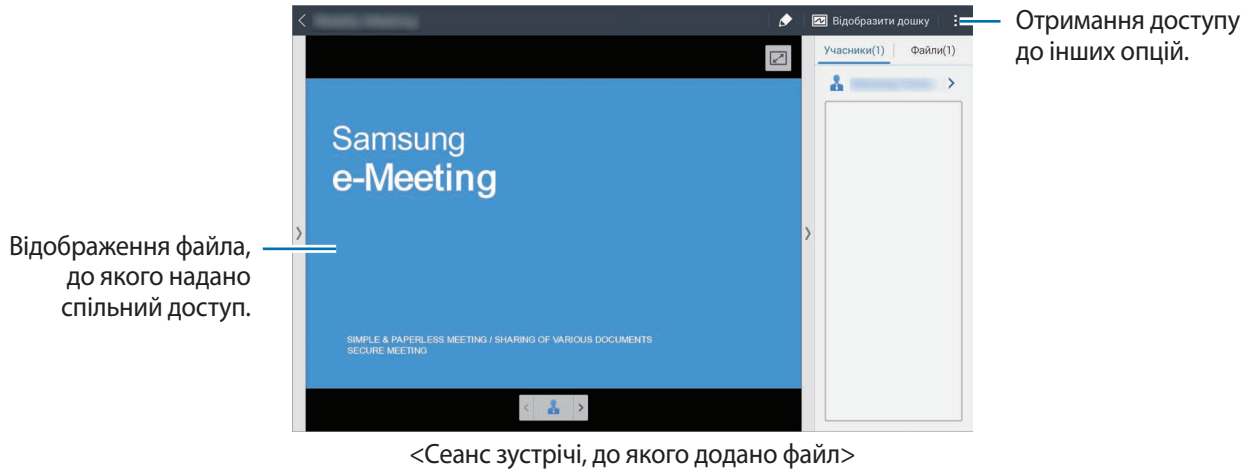 Відобразити дошку
Отримання доступу
до інших опцій.
Учасники(1)
Файли(1)
Samsung
e-Meeting
Відображення файла,
до якого надано
спільний доступ.
SIMPLE & PAPERLESS MEETING / SHARING OF VARIOUS DOCUMENTS
SECURE MEETING
<Сеанс зустрічі, до якого додано файл>